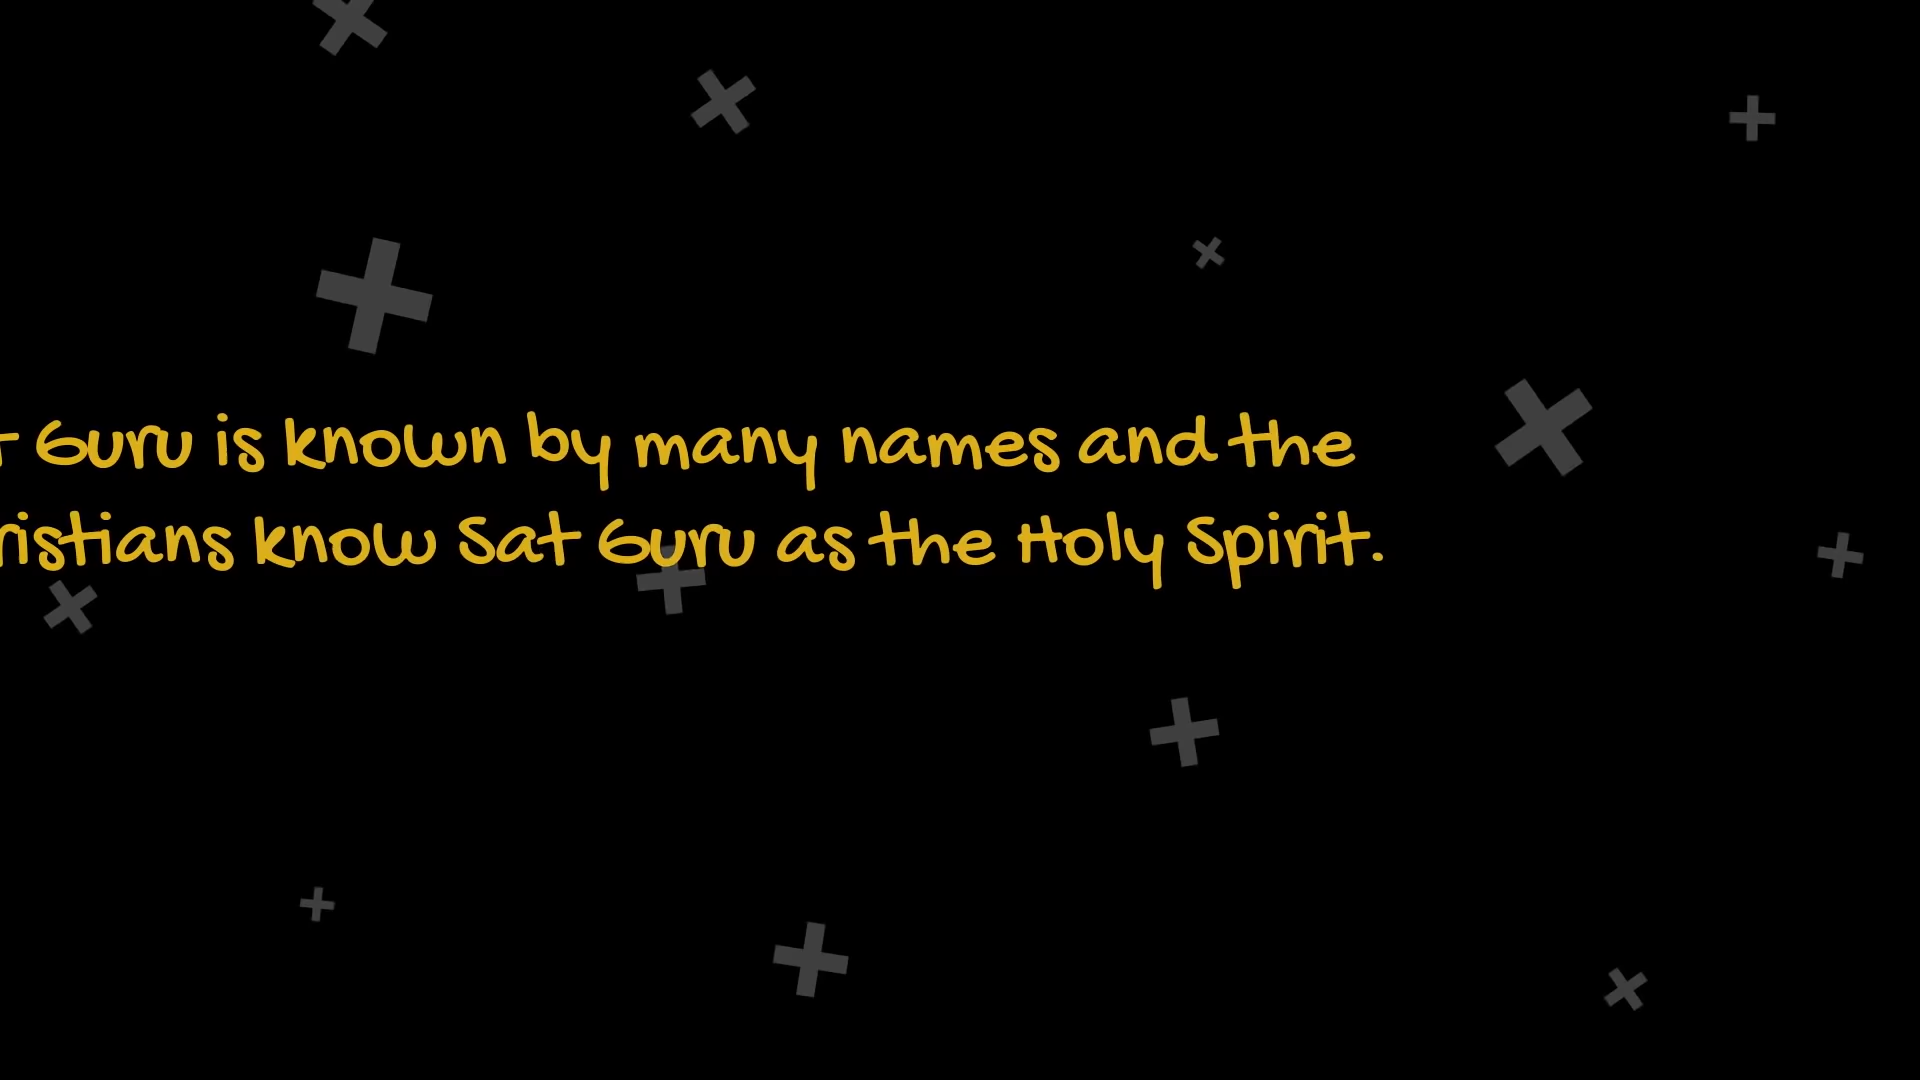 Guru is known by many names and the
ristians know Sat Guru as the Holy Spirit.